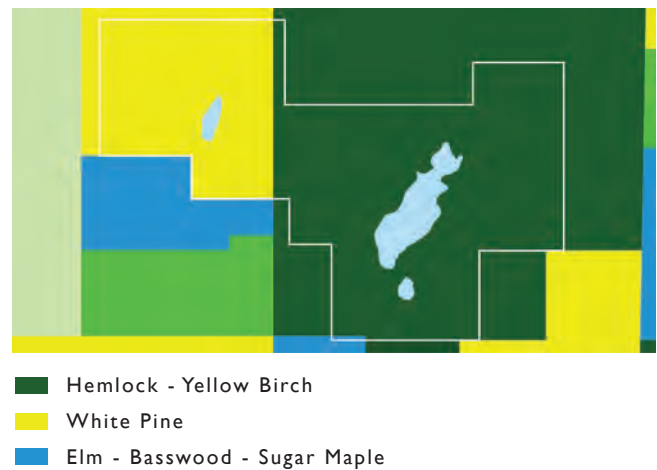 Hemlock - Yellow Birch
White Pine
Elm - Basswood - Sugar Maple